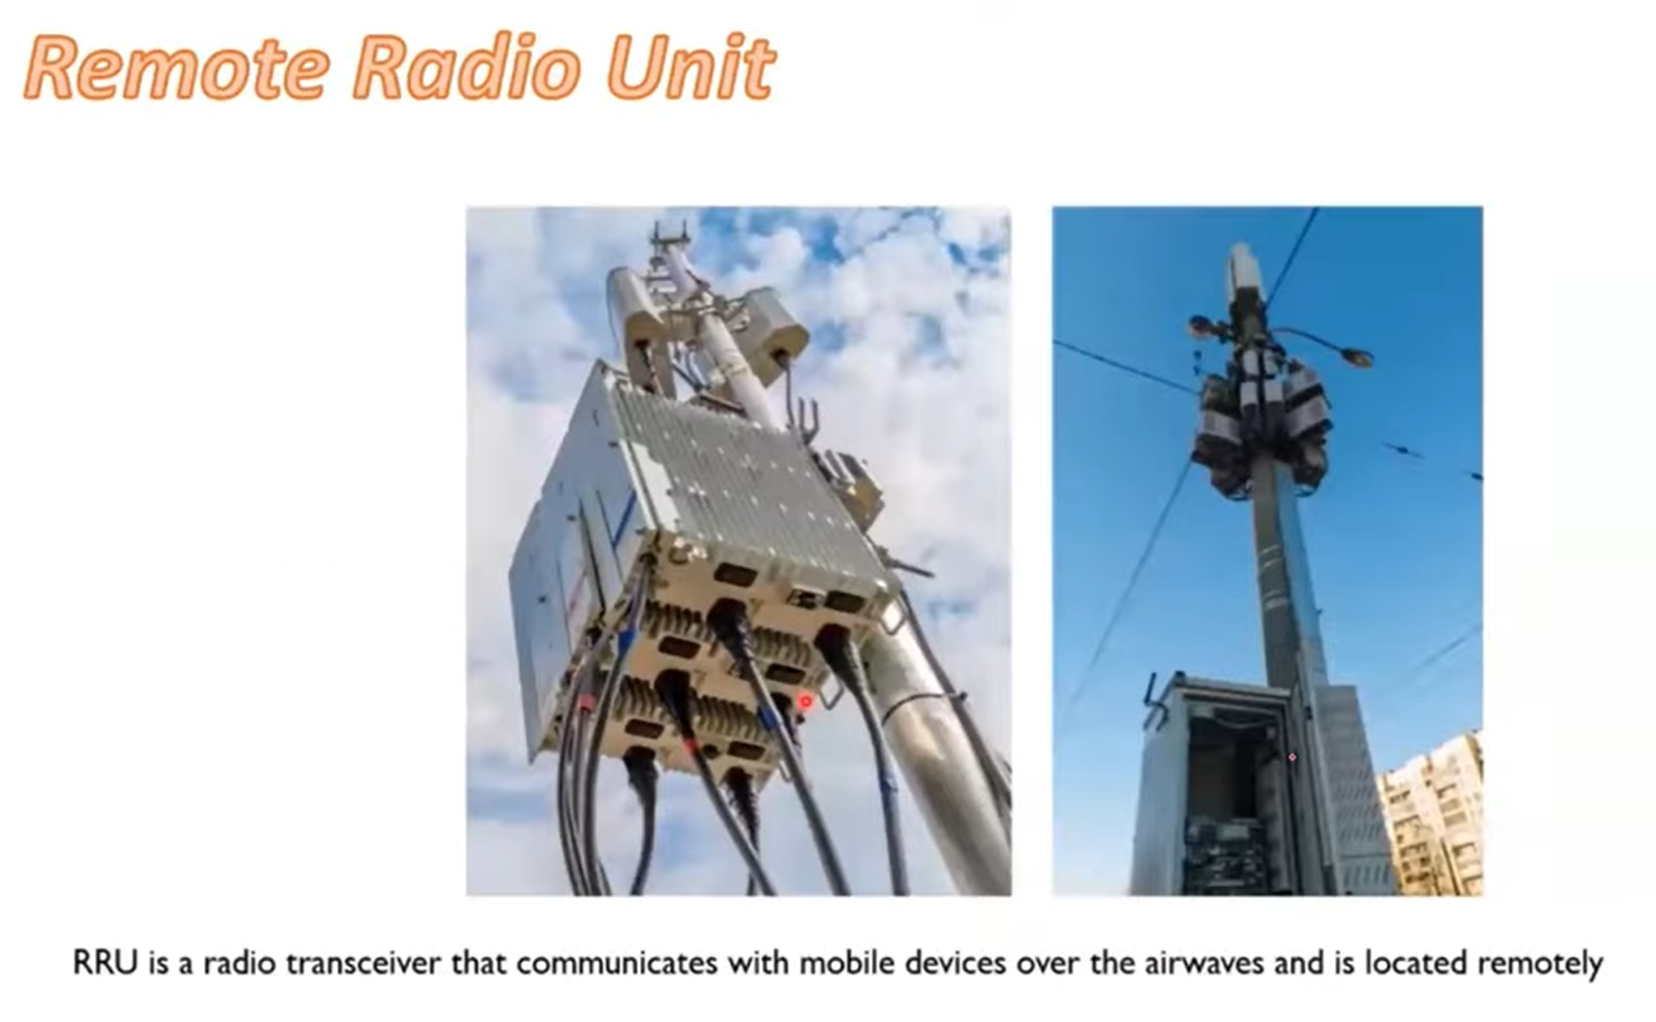 Remote Radio Unit
RRU is a radio transceiver that communicates with mobile devices over the airwaves and is located remotely